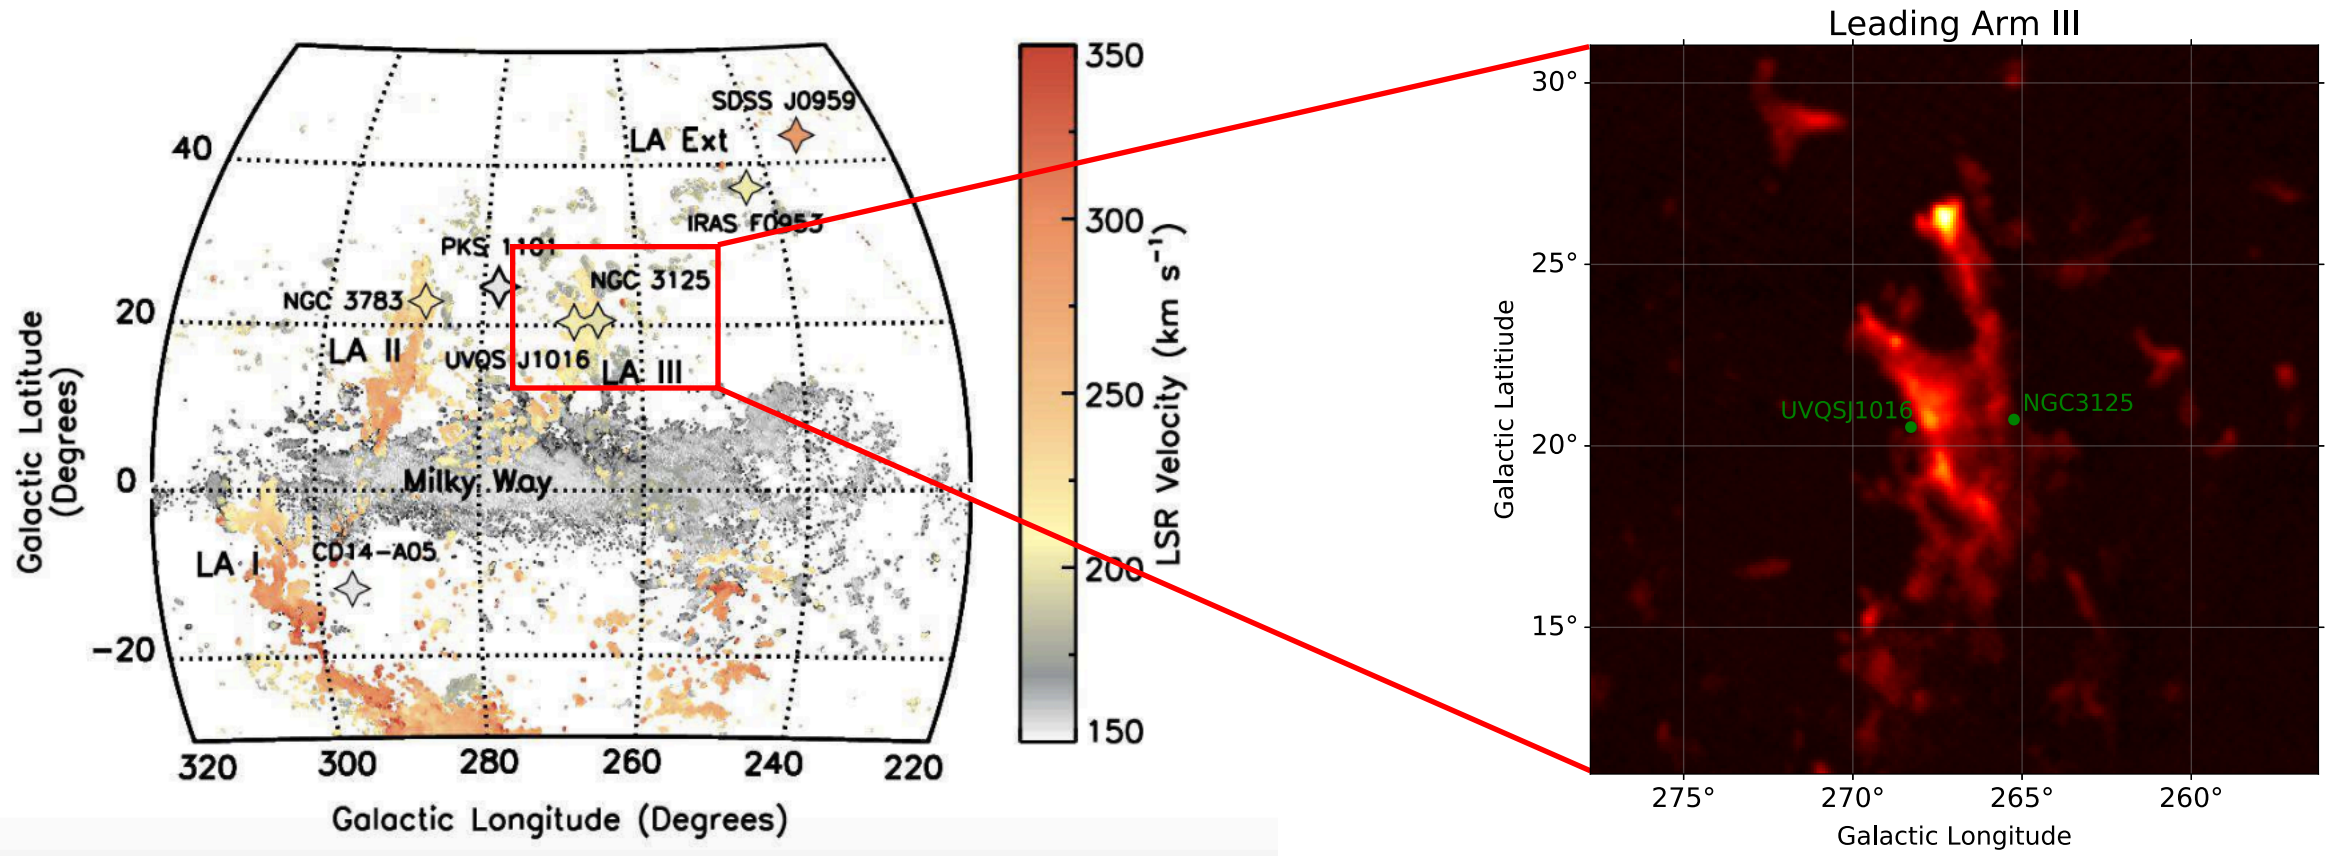 Leading Arm III
SDSS J0959
LA Ext
40
IRAS F0953
PKS 1101
NGC 3125
NGC 3783
20
LA II
UVQS J1016
LA III
Milky Way
0
CD14-A05
LA I
-20
320 300 280 260 240 220
Galactic Longitude (Degrees)
Galactic Latitude
(Degrees)
350
300
250
200
150
LSR Velocity (km s⁻¹)
30°
25°
20°
15°
Galactic Latitiude
UVQSJ1016
NGC3125
275° 270° 265° 260°
Galactic Longitude